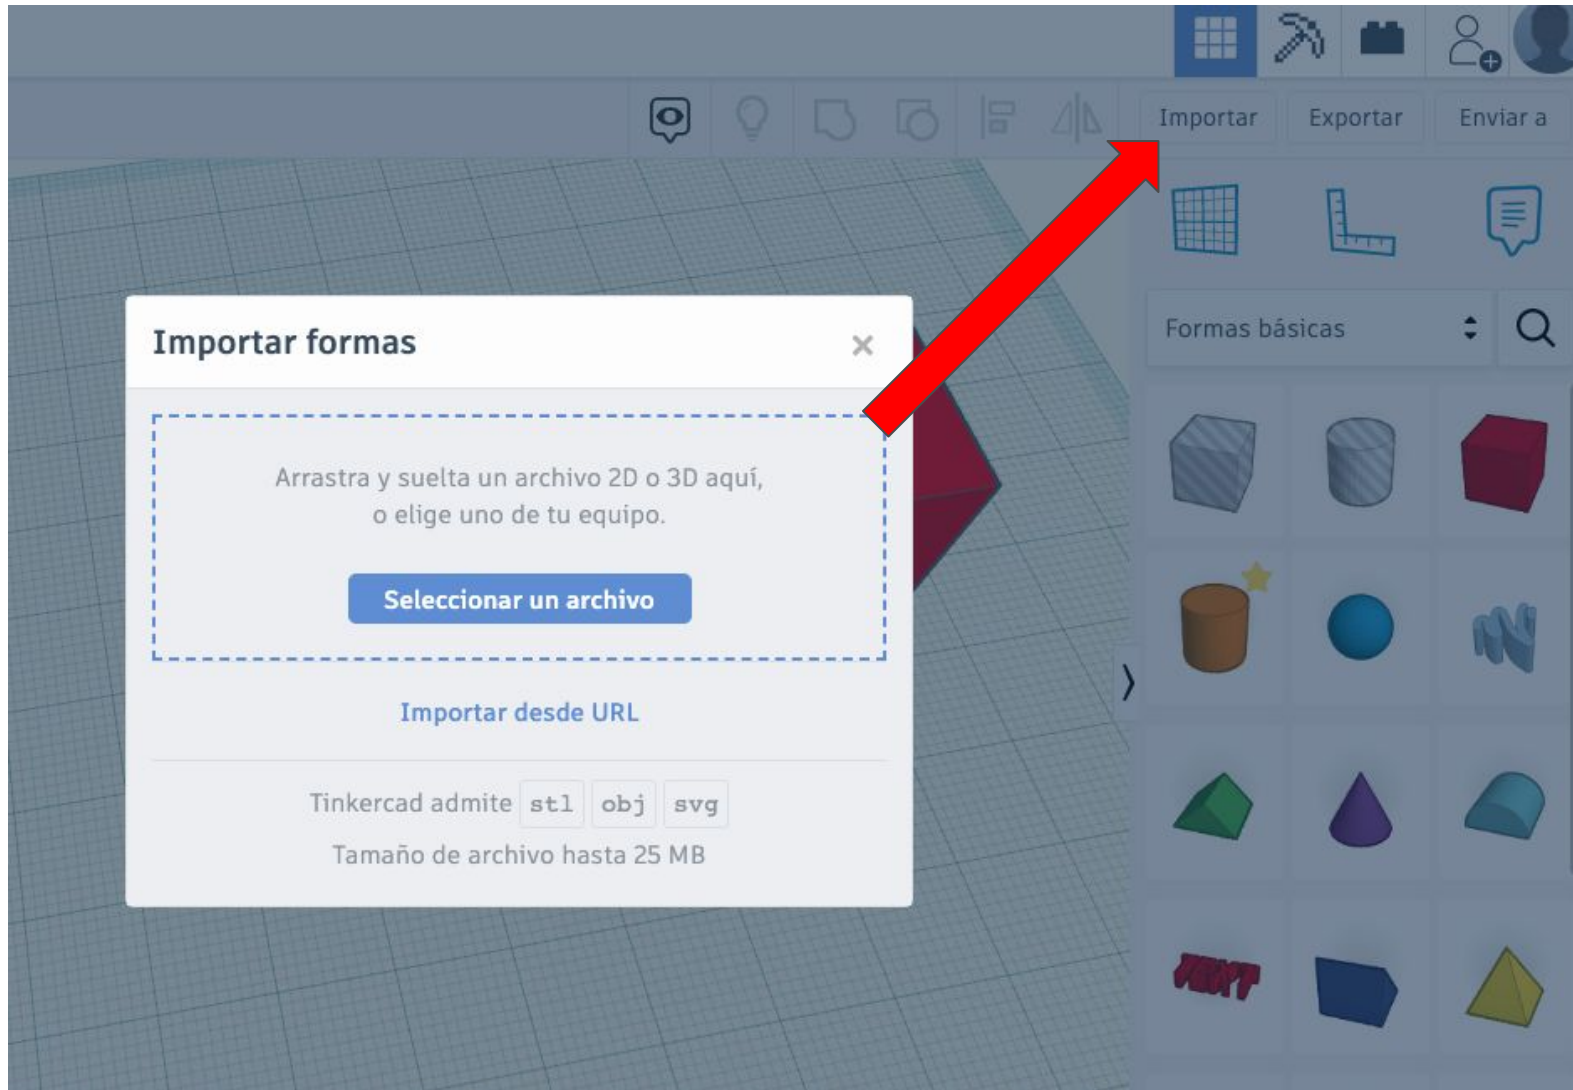 Importar
Exportar
Enviar a
Formas básicas
Importar formas
Arrastra y suelta un archivo 2D o 3D aquí,
o elige uno de tu equipo.
Seleccionar un archivo
Importar desde URL
Tinkercad admite stl obj svg
Tamaño de archivo hasta 25 MB
TEXT